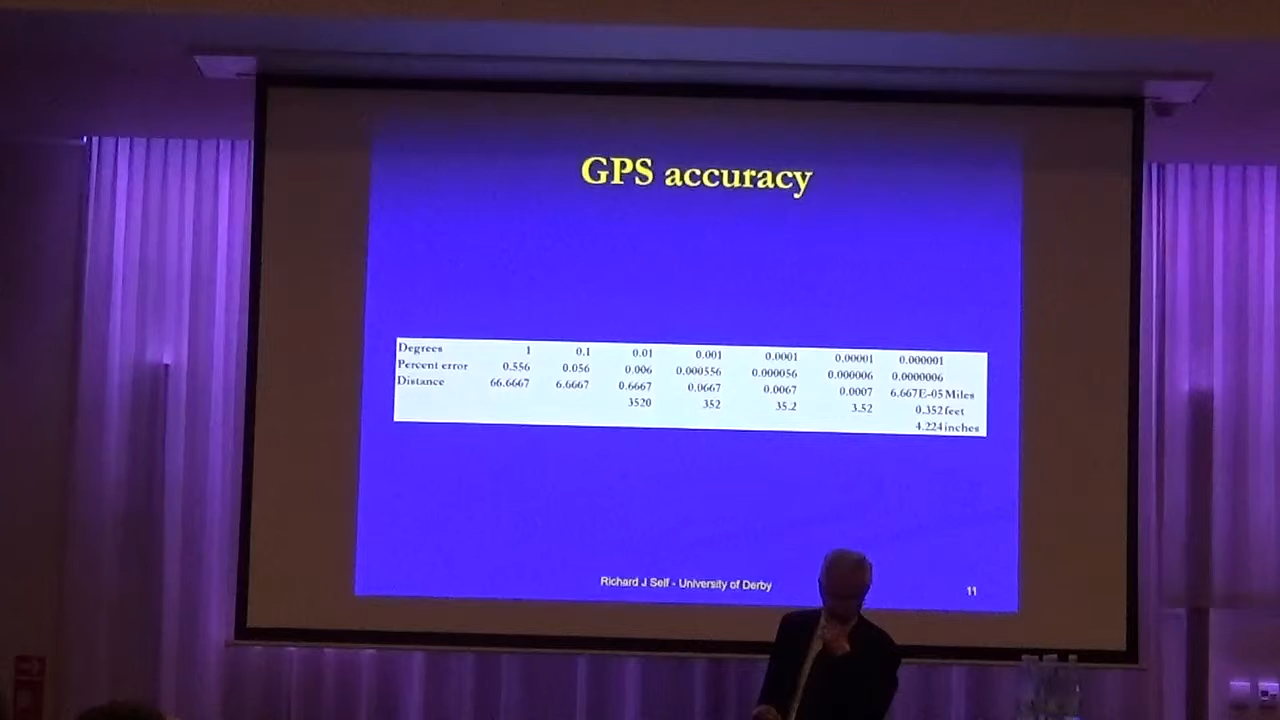 GPS accuracy
Degrees 1 0.1 0.01 0.001 0.0001 0.00001 0.000001
Percent error 0.556 0.056 0.006 0.000556 0.000056 0.000006 0.0000006
Distance 66.6667 6.6667 0.6667 0.0667 0.0067 0.0007 6.667E-05 Miles
3520 352 35.2 3.52 0.352 feet
4.224 inches
Richard J Self - University of Derby 11